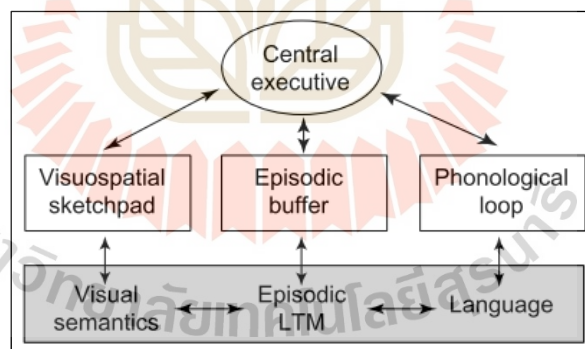 Central
executive
Visuospatial
sketchpad
Episodic
buffer
Phonological
loop
Visual
semantics
Episodic
LTM
Language